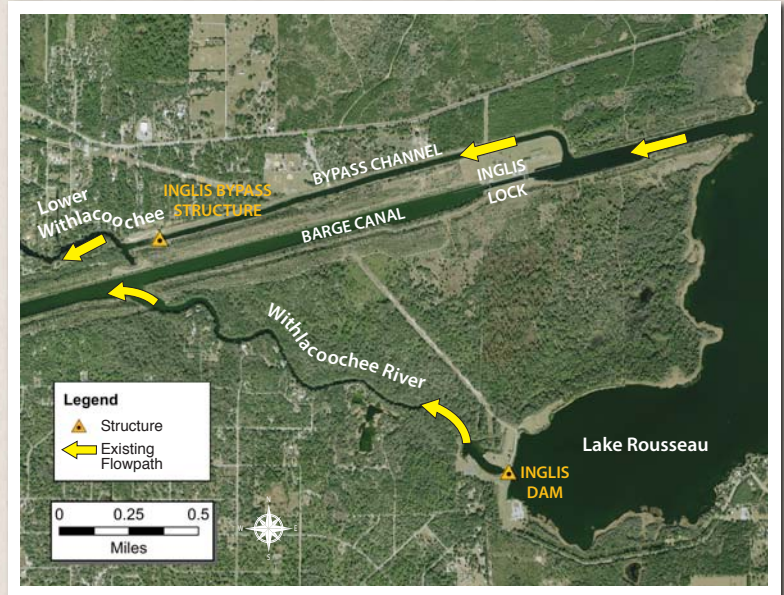 BYPASS CHANNEL
INGLIS
LOCK
INGLIS BYPASS
STRUCTURE
Lower
Withlacoochee
BARGE CANAL
Withlacoochee River
Lake Rousseau
INGLIS
DAM
Legend
Structure
Existing
Flowpath
0 0.25 0.5
Miles
N
W E
S